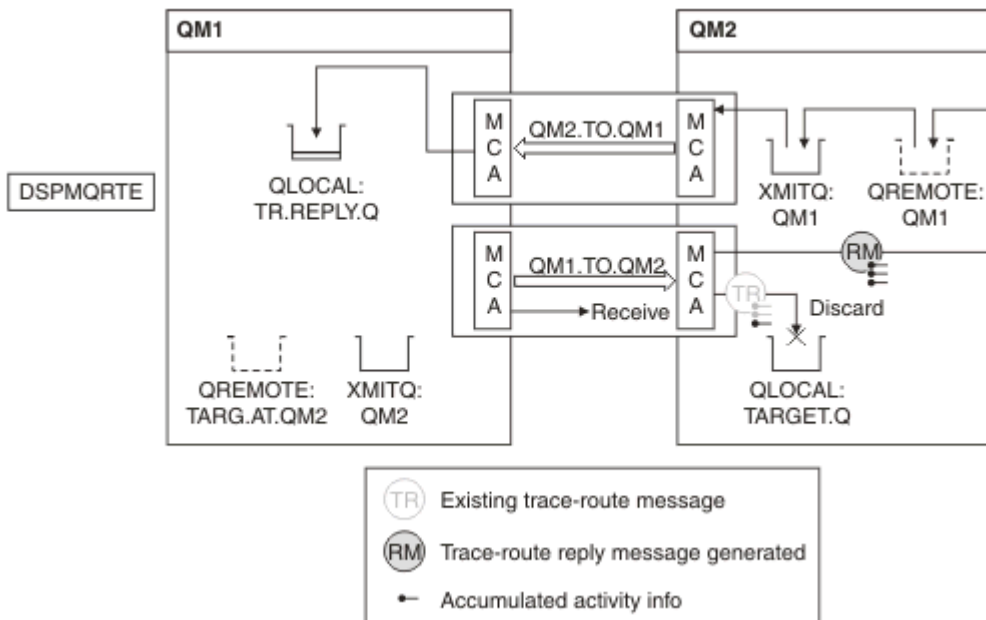 QM1
QM2
M
C
A
QM2.TO.QM1
M
C
A
DSPMQRTE
QLOCAL:
TR.REPLY.Q
XMITQ:
QM1
QREMOTE:
QM1
M
C
A
QM1.TO.QM2
Receive
M
C
A
RM
TR
Discard
QREMOTE:
TARG.AT.QM2
XMITQ:
QM2
QLOCAL:
TARGET.Q
TR Existing trace-route message
RM Trace-route reply message generated
Accumulated activity info